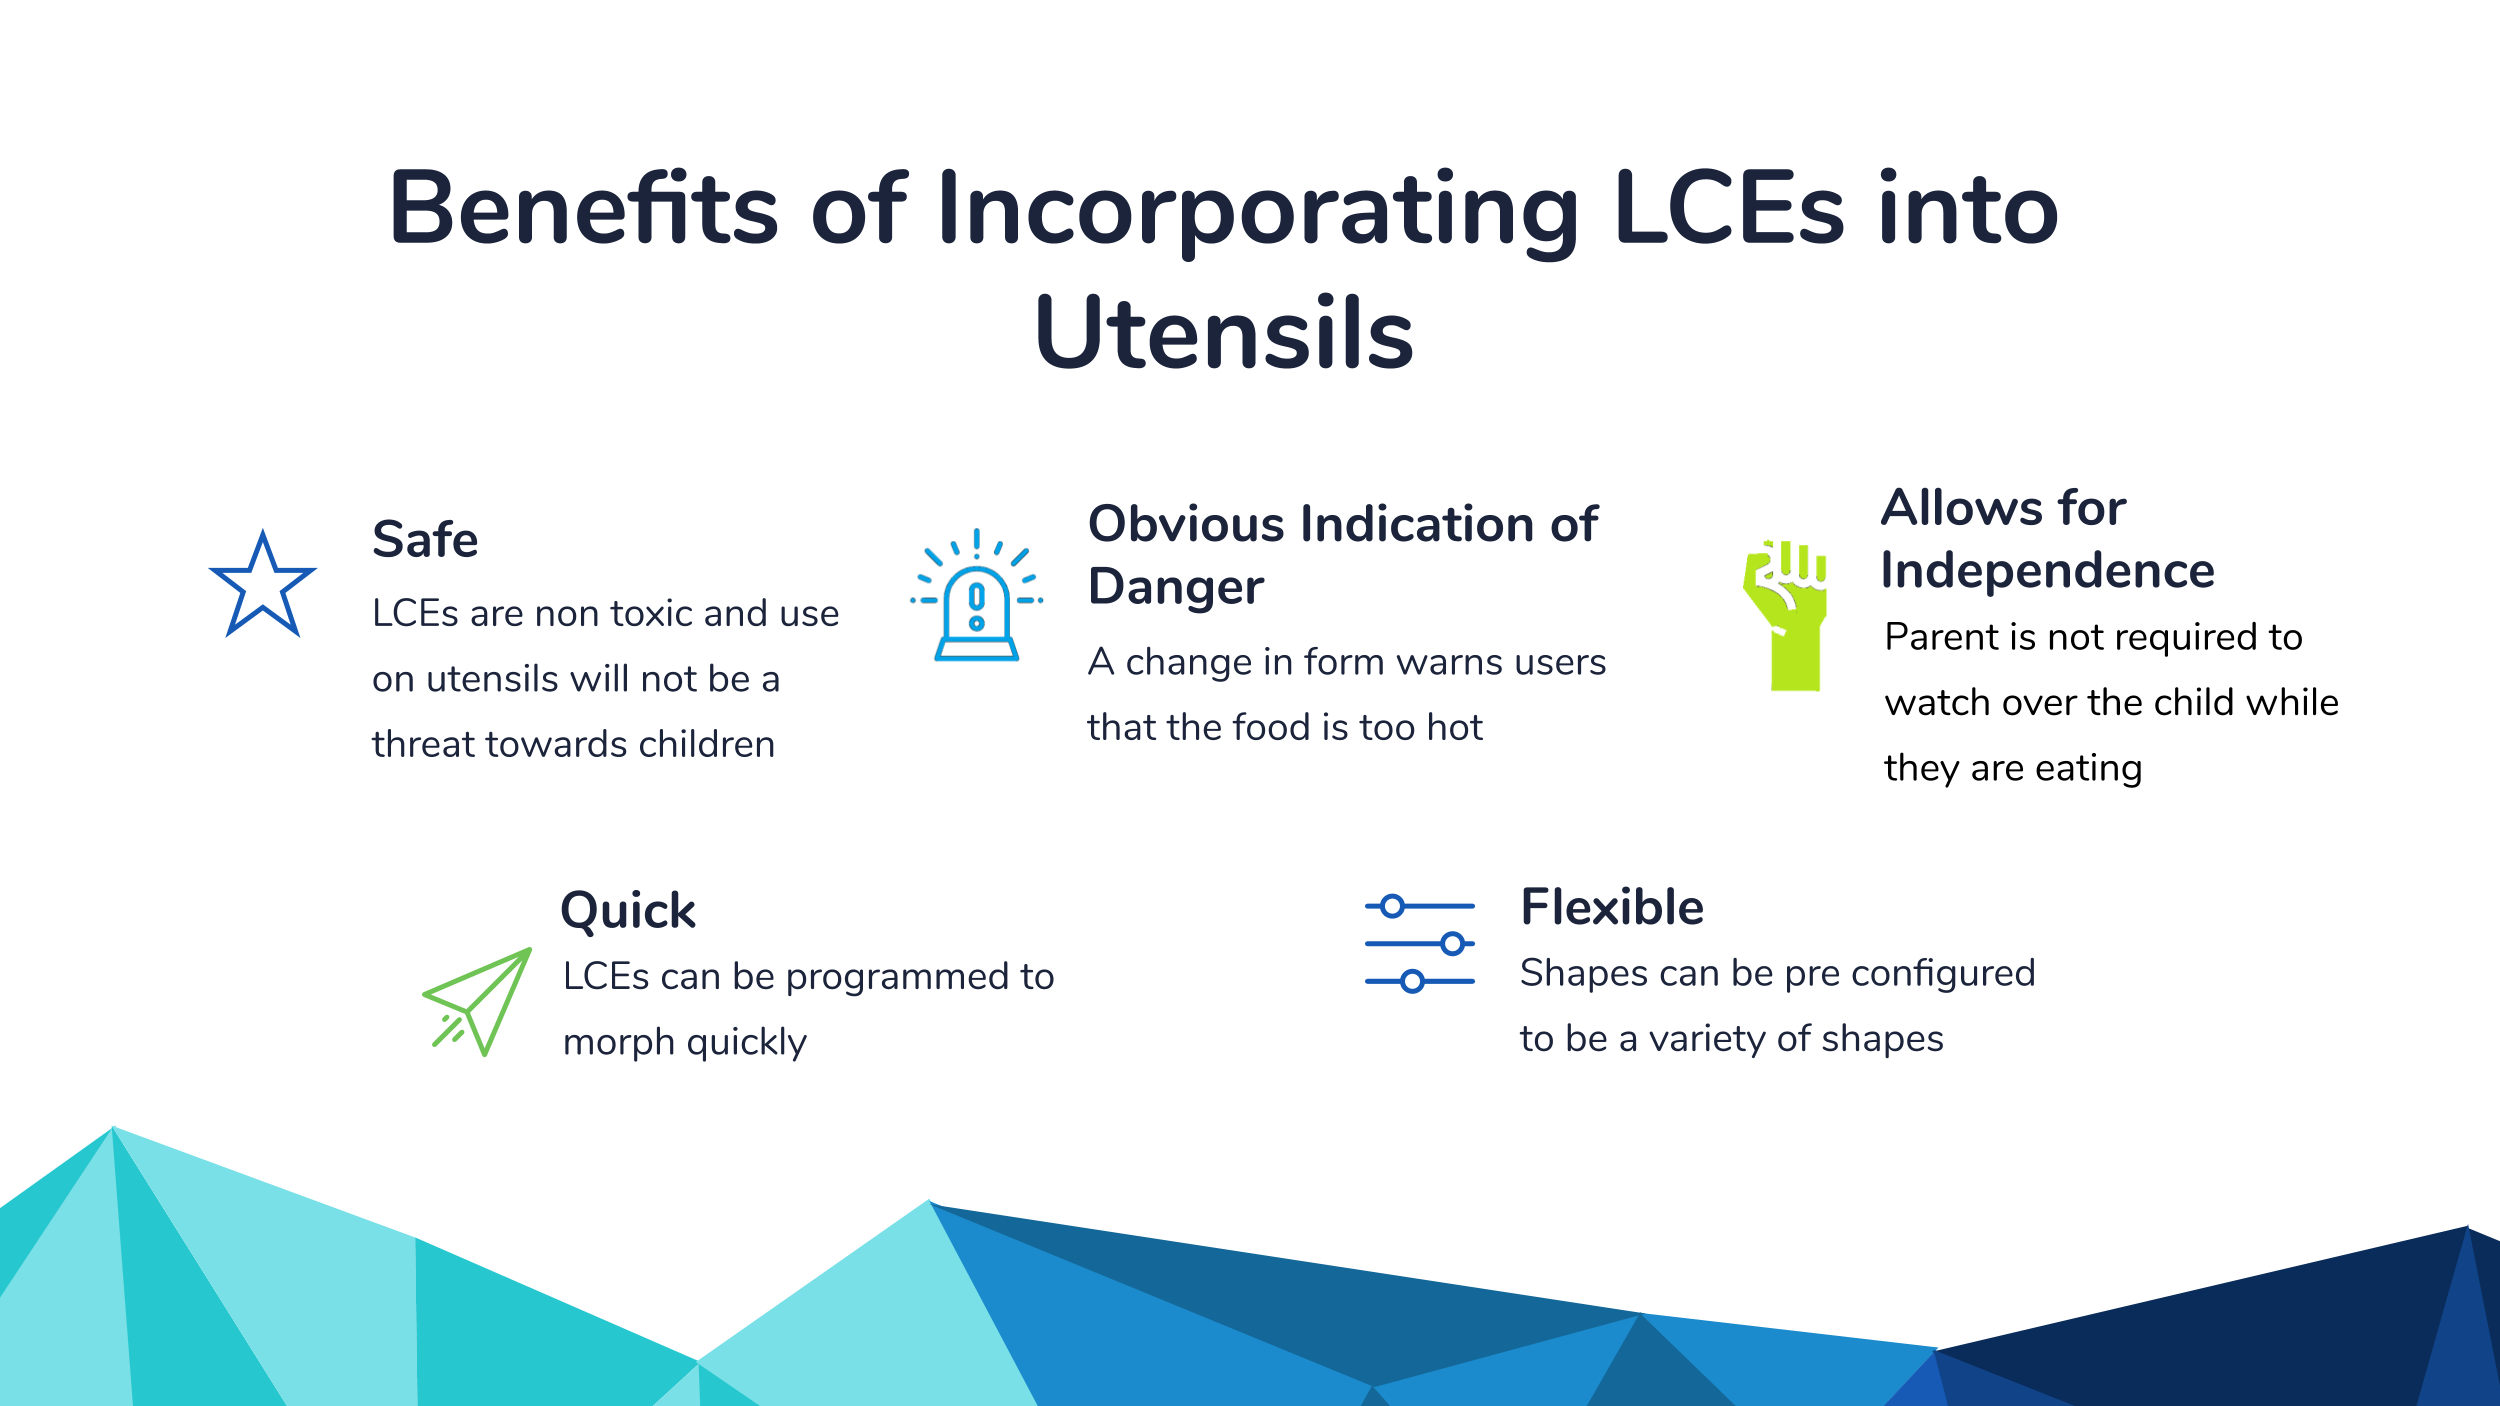 Benefits of Incorporating LCEs into
Utensils
Safe
LCEs are non toxic and use
on utensils will not be a
threat towards children
Obvious Indication of
Danger
A change in form warns users
that the food is too hot
Allows for
Independence
Parent is not required to
watch over the child while
they are eating
Quick
LCEs can be programmed to
morph quickly
Flexible
Shapes can be pre configured
to be a variety of shapes